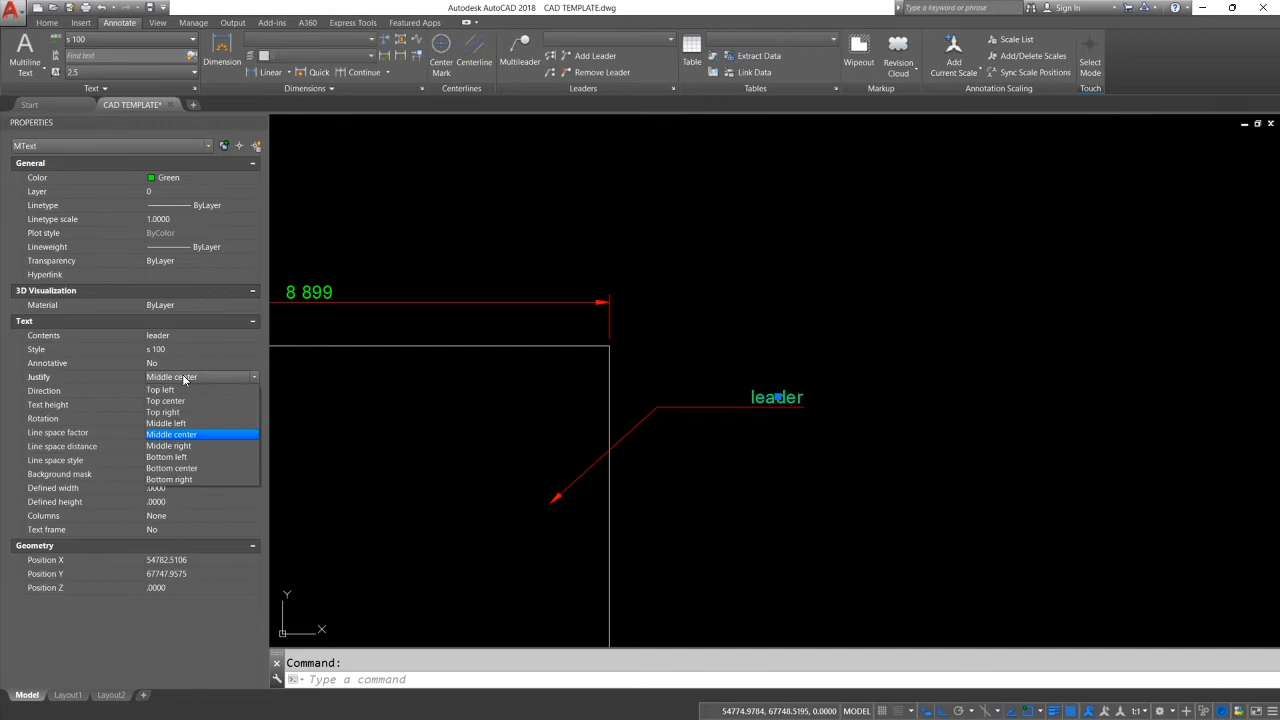 Autodesk AutoCAD 2018 CAD TEMPLATE.dwg
Type a keyword or phrase
Sign In
Home Insert Annotate View Manage Output Add-ins A360 Express Tools Featured Apps
s 100
Find text
2.5
Multiline
Text
Text
Dimension
Linear Quick Continue
Dimensions
Center
Mark
Centerline
Centerlines
Multileader
Add Leader
Remove Leader
Leaders
Table
Extract Data
Link Data
Tables
Wipeout
Revision
Cloud
Markup
Add
Current Scale
Scale List
Add/Delete Scales
Sync Scale Positions
Annotation Scaling
Select
Mode
Touch
Start CAD TEMPLATE*
PROPERTIES
MText
General
Color Green
Layer 0
Linetype ByLayer
Linetype scale 1.0000
Plot style ByColor
Lineweight ByLayer
Transparency ByLayer
Hyperlink
3D Visualization
Material ByLayer
Text
Contents leader
Style s 100
Annotative No
Justify Middle center
Direction
Text height
Rotation
Line space factor
Line space distance
Line space style
Background mask
Defined width .0000
Defined height .0000
Columns None
Text frame No
Top left
Top center
Top right
Middle left
Middle center
Middle right
Bottom left
Bottom center
Bottom right
Geometry
Position X 54782.5106
Position Y 67747.9575
Position Z .0000
8 899
leader
Y
X
Command:
Type a command
Model Layout1 Layout2
54774.9784, 67748.5195, 0.0000 MODEL
1:1